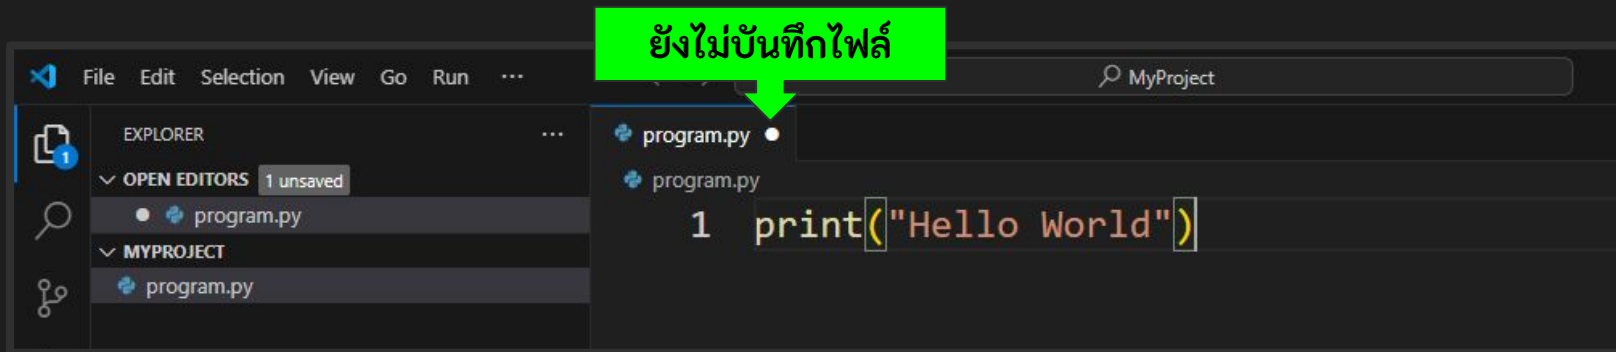 ยังไม่บันทึกไฟล์
File Edit Selection View Go Run ···
MyProject
EXPLORER ···
program.py
1
OPEN EDITORS 1 unsaved
program.py
program.py
1 print("Hello World")
MYPROJECT
program.py